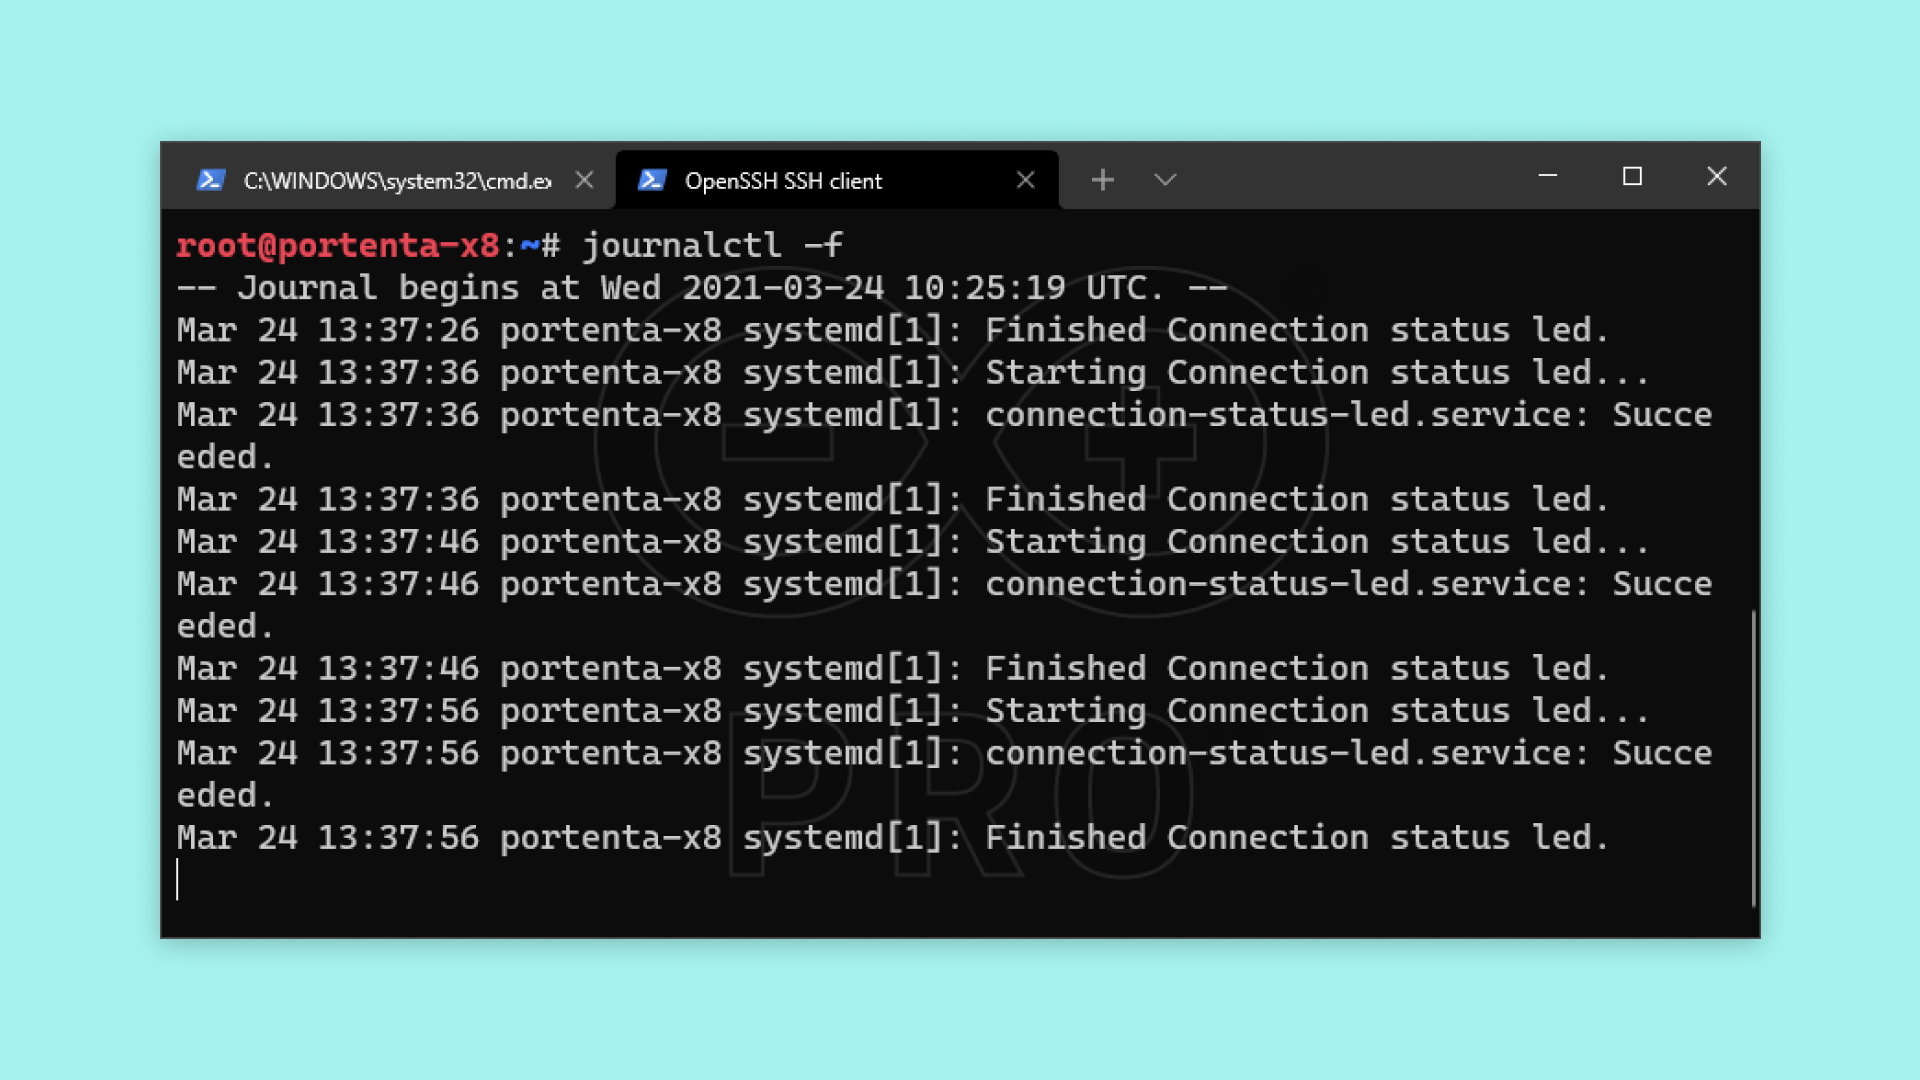 C:\WINDOWS\system32\cmd.ex
OpenSSH SSH client
root@portenta-x8:~# journalctl -f
-- Journal begins at Wed 2021-03-24 10:25:19 UTC. --
Mar 24 13:37:26 portenta-x8 systemd[1]: Finished Connection status led.
Mar 24 13:37:36 portenta-x8 systemd[1]: Starting Connection status led...
Mar 24 13:37:36 portenta-x8 systemd[1]: connection-status-led.service: Succe
eded.
Mar 24 13:37:36 portenta-x8 systemd[1]: Finished Connection status led.
Mar 24 13:37:46 portenta-x8 systemd[1]: Starting Connection status led...
Mar 24 13:37:46 portenta-x8 systemd[1]: connection-status-led.service: Succe
eded.
Mar 24 13:37:46 portenta-x8 systemd[1]: Finished Connection status led.
Mar 24 13:37:56 portenta-x8 systemd[1]: Starting Connection status led...
Mar 24 13:37:56 portenta-x8 systemd[1]: connection-status-led.service: Succe
eded.
Mar 24 13:37:56 portenta-x8 systemd[1]: Finished Connection status led.
PRO